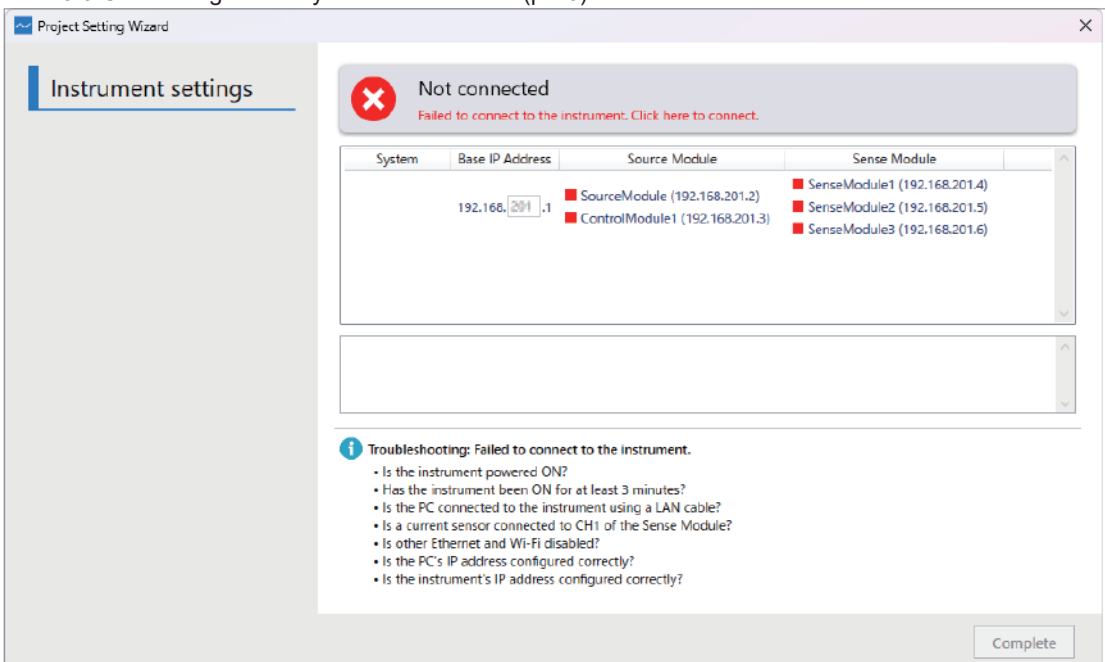 Project Setting Wizard
Instrument settings
Not connected
Failed to connect to the instrument. Click here to connect.
System Base IP Address Source Module Sense Module
192.168. 201 .1
SourceModule (192.168.201.2)
ControlModule1 (192.168.201.3)
SenseModule1 (192.168.201.4)
SenseModule2 (192.168.201.5)
SenseModule3 (192.168.201.6)
Troubleshooting: Failed to connect to the instrument.
• Is the instrument powered ON?
• Has the instrument been ON for at least 3 minutes?
• Is the PC connected to the instrument using a LAN cable?
• Is a current sensor connected to CH1 of the Sense Module?
• Is other Ethernet and Wi-Fi disabled?
• Is the PC's IP address configured correctly?
• Is the instrument's IP address configured correctly?
Complete